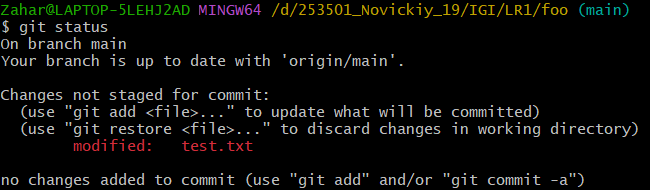 Zahar@LAPTOP-5LEHJ2AD MINGW64 /d/253501_Novickiy_19/IGI/LR1/foo (main)
$ git status
On branch main
Your branch is up to date with 'origin/main'.

Changes not staged for commit:
  (use "git add <file>..." to update what will be committed)
  (use "git restore <file>..." to discard changes in working directory)
        modified:   test.txt

no changes added to commit (use "git add" and/or "git commit -a")